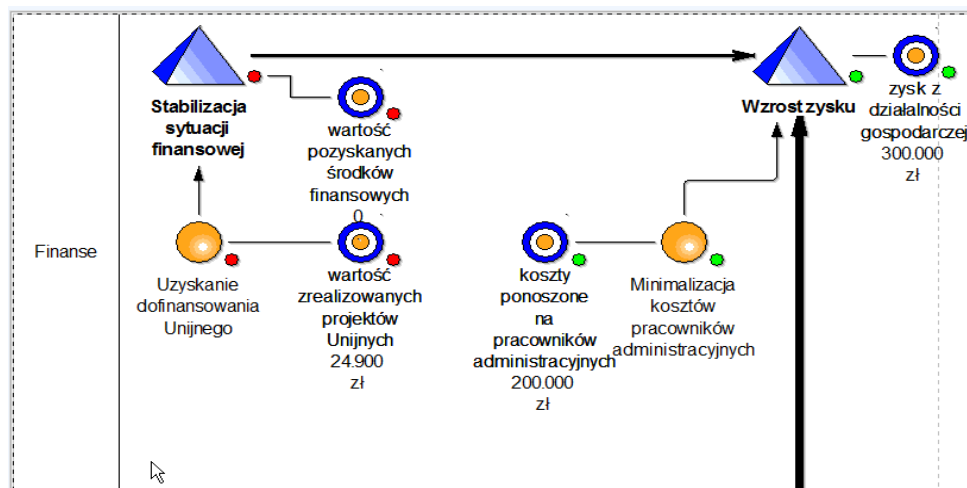 Finanse
Stabilizacja
sytuacji
finansowej
wartość
pozyskanych
środków
finansowych
0
Wzrost zysku
zysk z
działalności
gospodarczej
300.000
zł
Uzyskanie
dofinansowania
Unijnego
wartość
zrealizowanych
projektów
Unijnych
24.900
zł
koszty
ponoszone
na
pracowników
administracyjnych
200.000
zł
Minimalizacja
kosztów
pracowników
administracyjnych